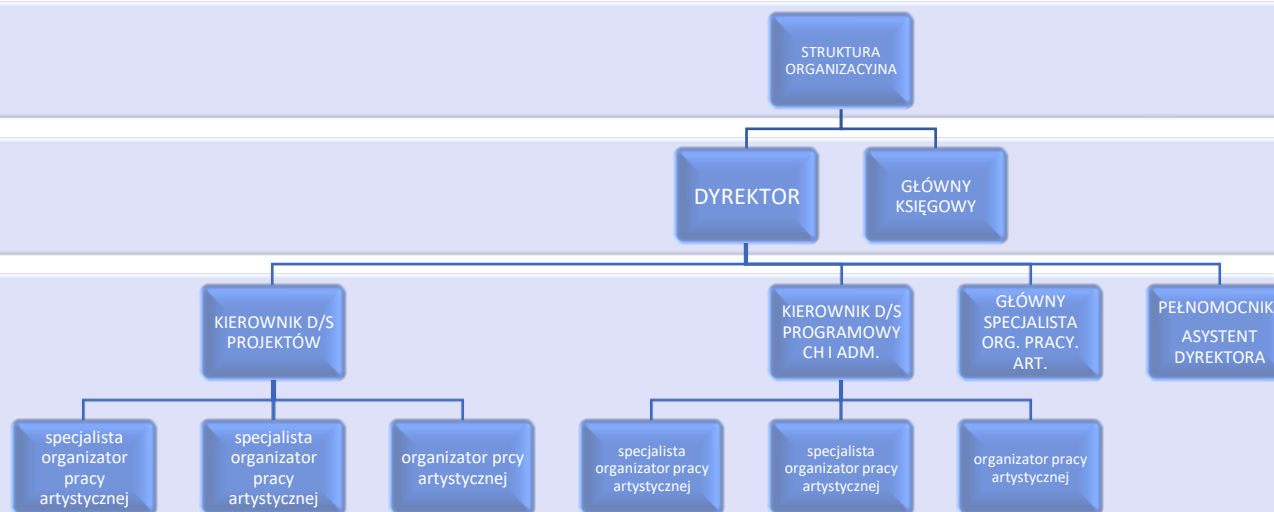 STRUKTURA
ORGANIZACYJNA
DYREKTOR
GŁÓWNY
KSIĘGOWY
KIEROWNIK D/S
PROJEKTÓW
KIEROWNIK D/S
PROGRAMOWY
CH I ADM.
GŁÓWNY
SPECJALISTA
ORG. PRACY.
ART.
PEŁNOMOCNIK
ASYSTENT
DYREKTORA
specjalista
organizator
pracy
artystycznej
specjalista
organizator
pracy
artystycznej
organizator prcy
artystycznej
specjalista
organizator pracy
artystycznej
specjalista
organizator pracy
artystycznej
organizator pracy
artystycznej